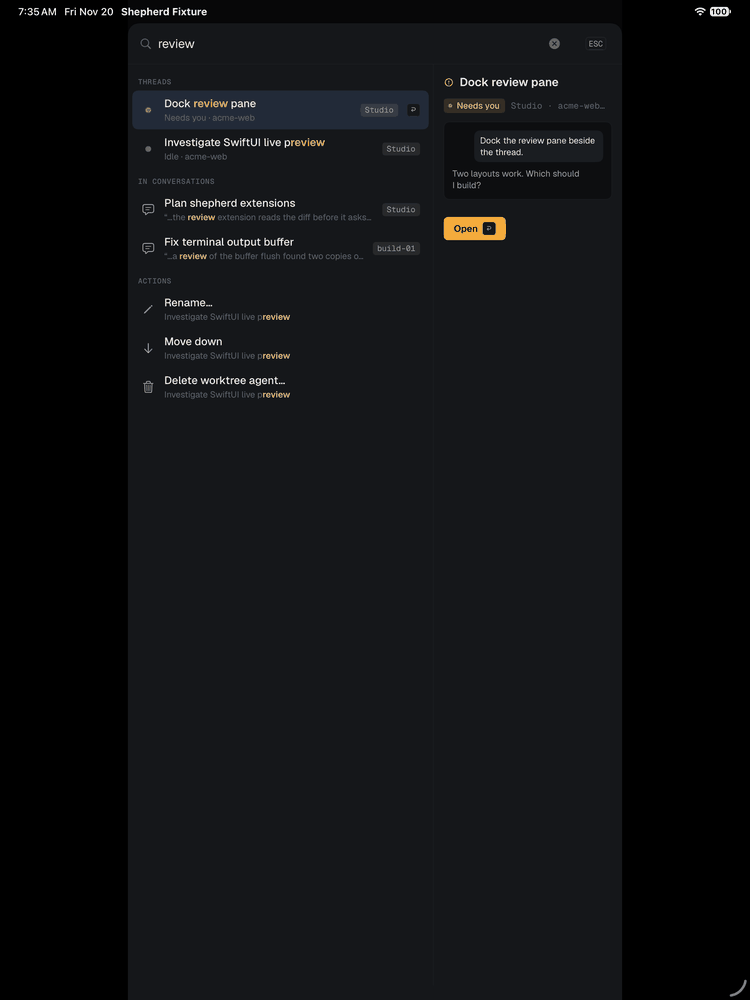 7:35 AM Fri Nov 20 Shepherd Fixture
100
review
ESC
THREADS
Dock review pane
Needs you · acme-web
Studio
Investigate SwiftUI live preview
Idle · acme-web
Studio
IN CONVERSATIONS
Plan shepherd extensions
"…the review extension reads the diff before it asks…
Studio
Fix terminal output buffer
"…a review of the buffer flush found two copies o…
build-01
ACTIONS
Rename…
Investigate SwiftUI live preview
Move down
Investigate SwiftUI live preview
Delete worktree agent…
Investigate SwiftUI live preview
Dock review pane
Needs you Studio · acme-web…
Dock the review pane beside
the thread.
Two layouts work. Which should
I build?
Open